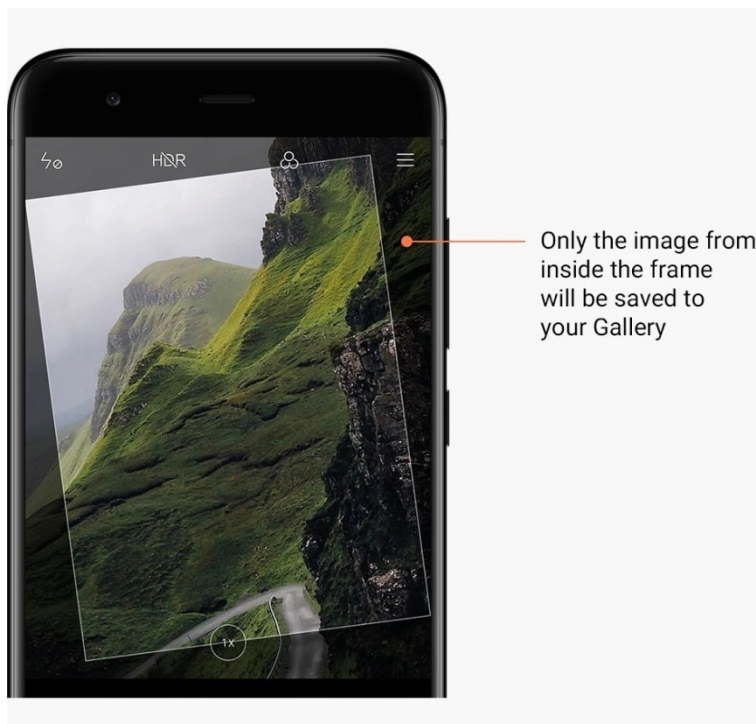 HDR
Only the image from
inside the frame
will be saved to
your Gallery
1X